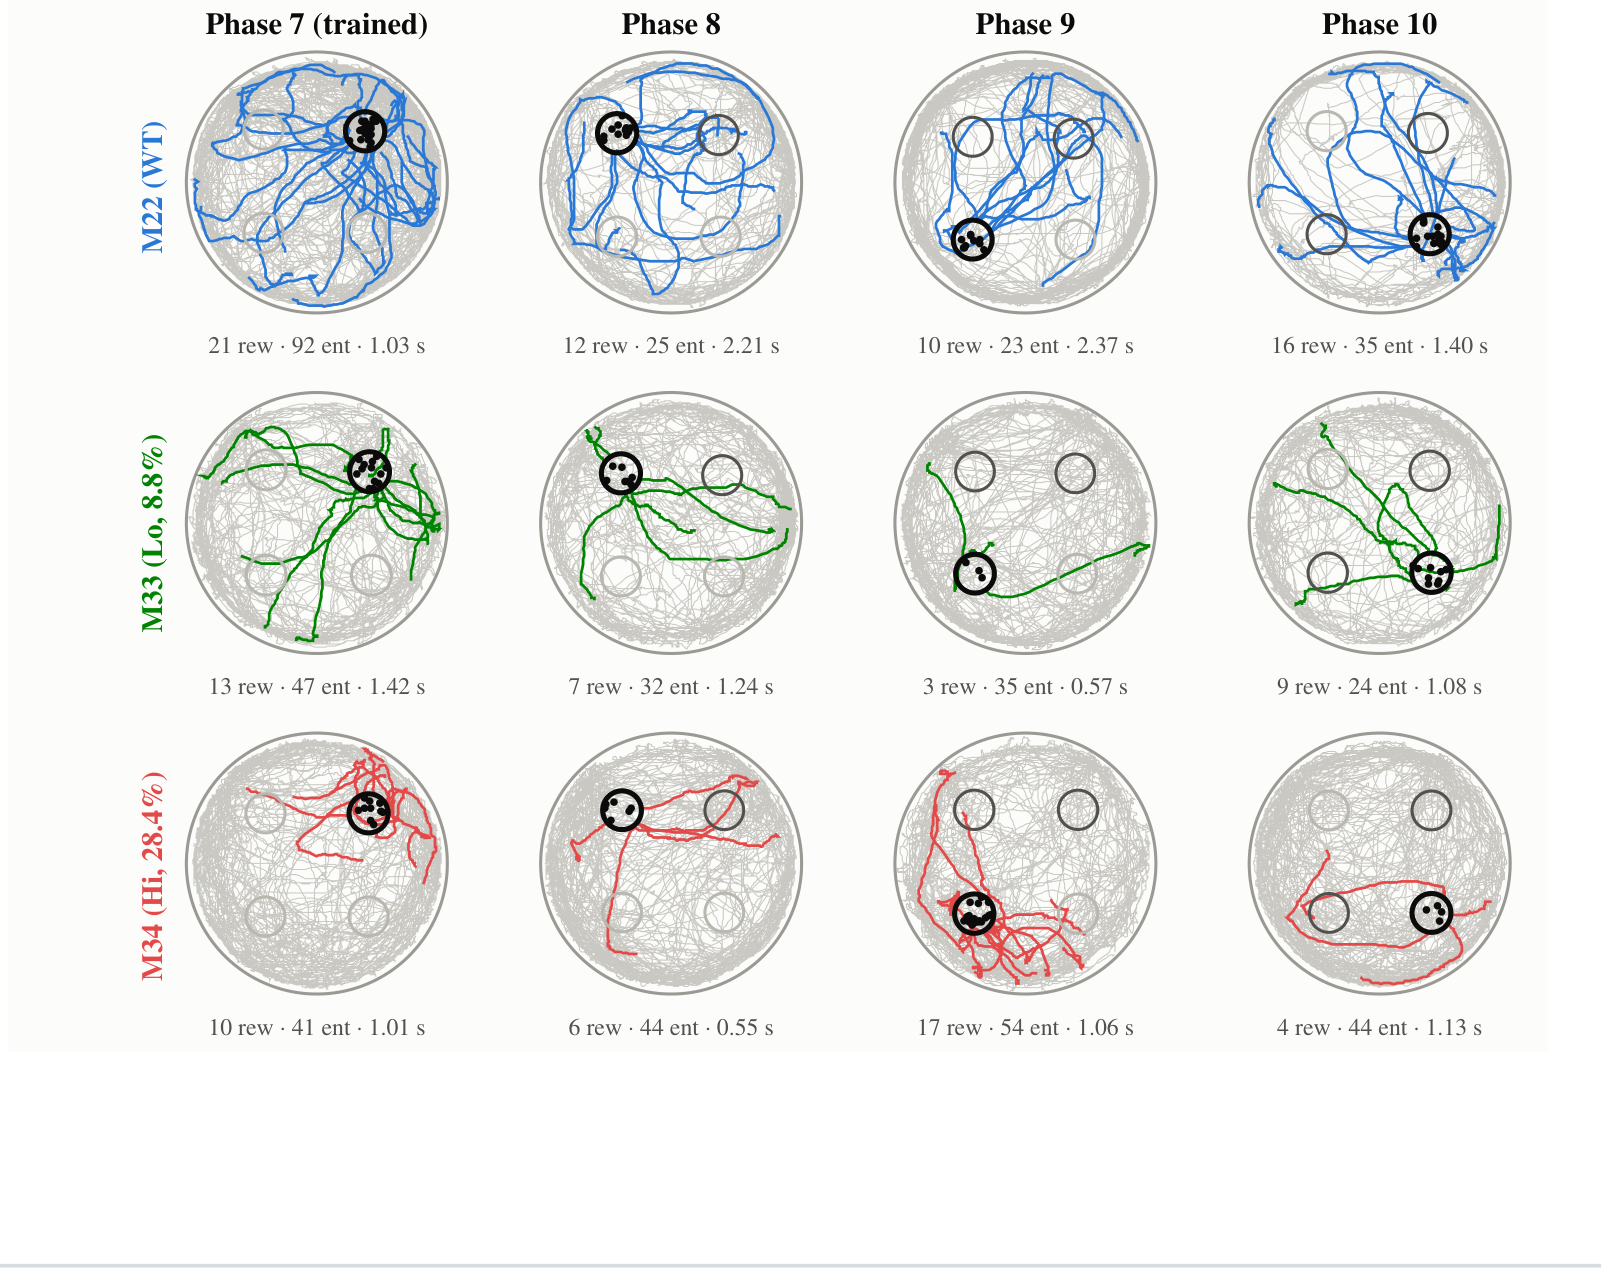 Phase 7 (trained) Phase 8 Phase 9 Phase 10
M22 (WT)
21 rew · 92 ent · 1.03 s 12 rew · 25 ent · 2.21 s 10 rew · 23 ent · 2.37 s 16 rew · 35 ent · 1.40 s
M33 (Lo, 8.8%)
13 rew · 47 ent · 1.42 s 7 rew · 32 ent · 1.24 s 3 rew · 35 ent · 0.57 s 9 rew · 24 ent · 1.08 s
M34 (Hi, 28.4%)
10 rew · 41 ent · 1.01 s 6 rew · 44 ent · 0.55 s 17 rew · 54 ent · 1.06 s 4 rew · 44 ent · 1.13 s